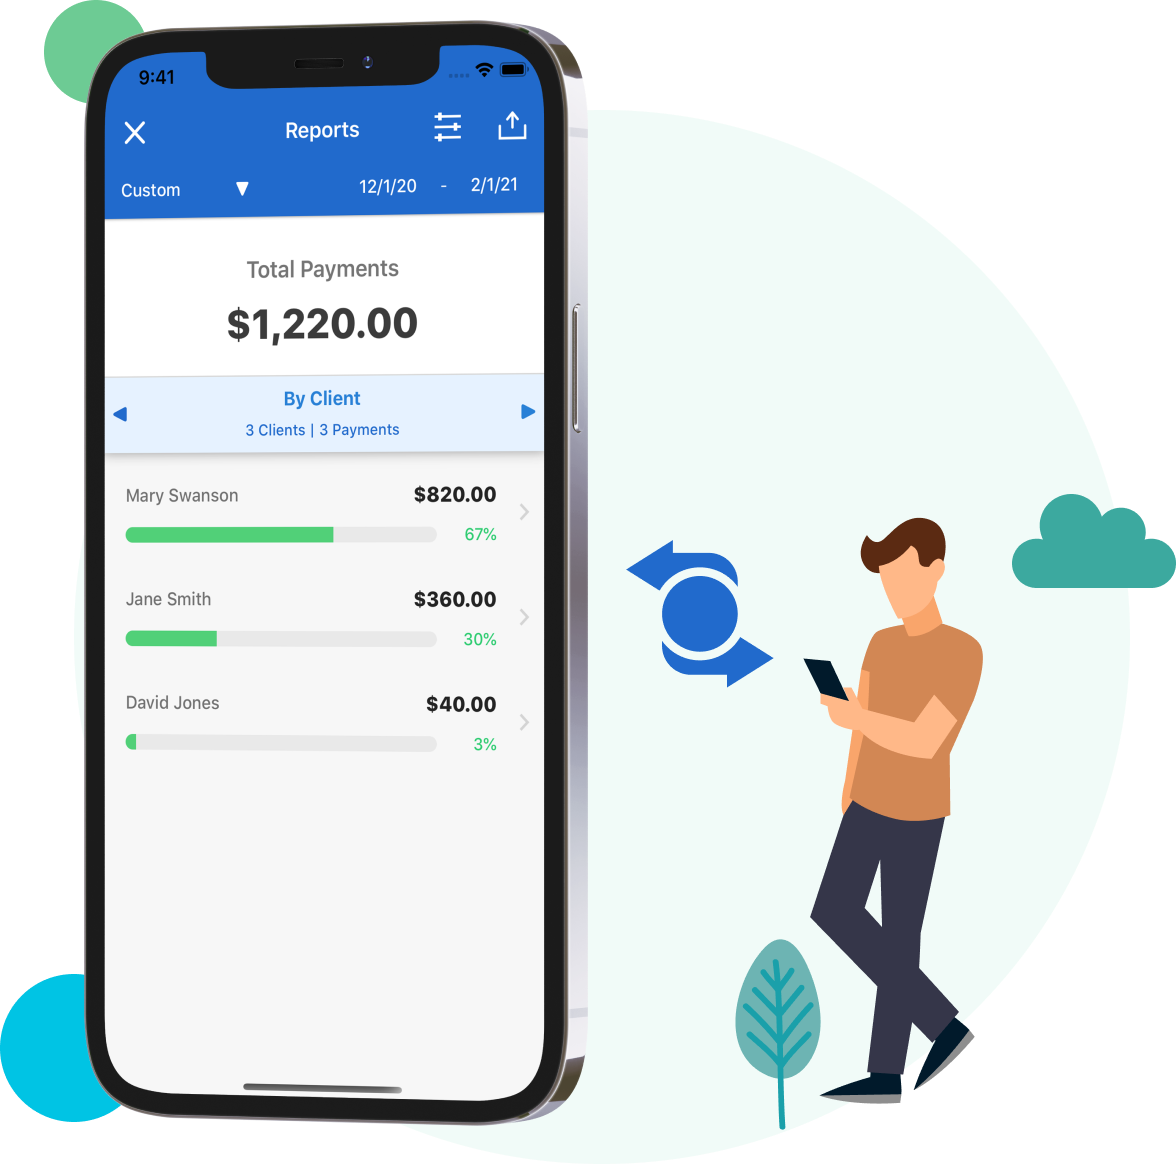 9:41
Reports
Custom 12/1/20 - 2/1/21
Total Payments
$1,220.00
By Client
3 Clients | 3 Payments
Mary Swanson $820.00
67%
Jane Smith $360.00
30%
David Jones $40.00
3%